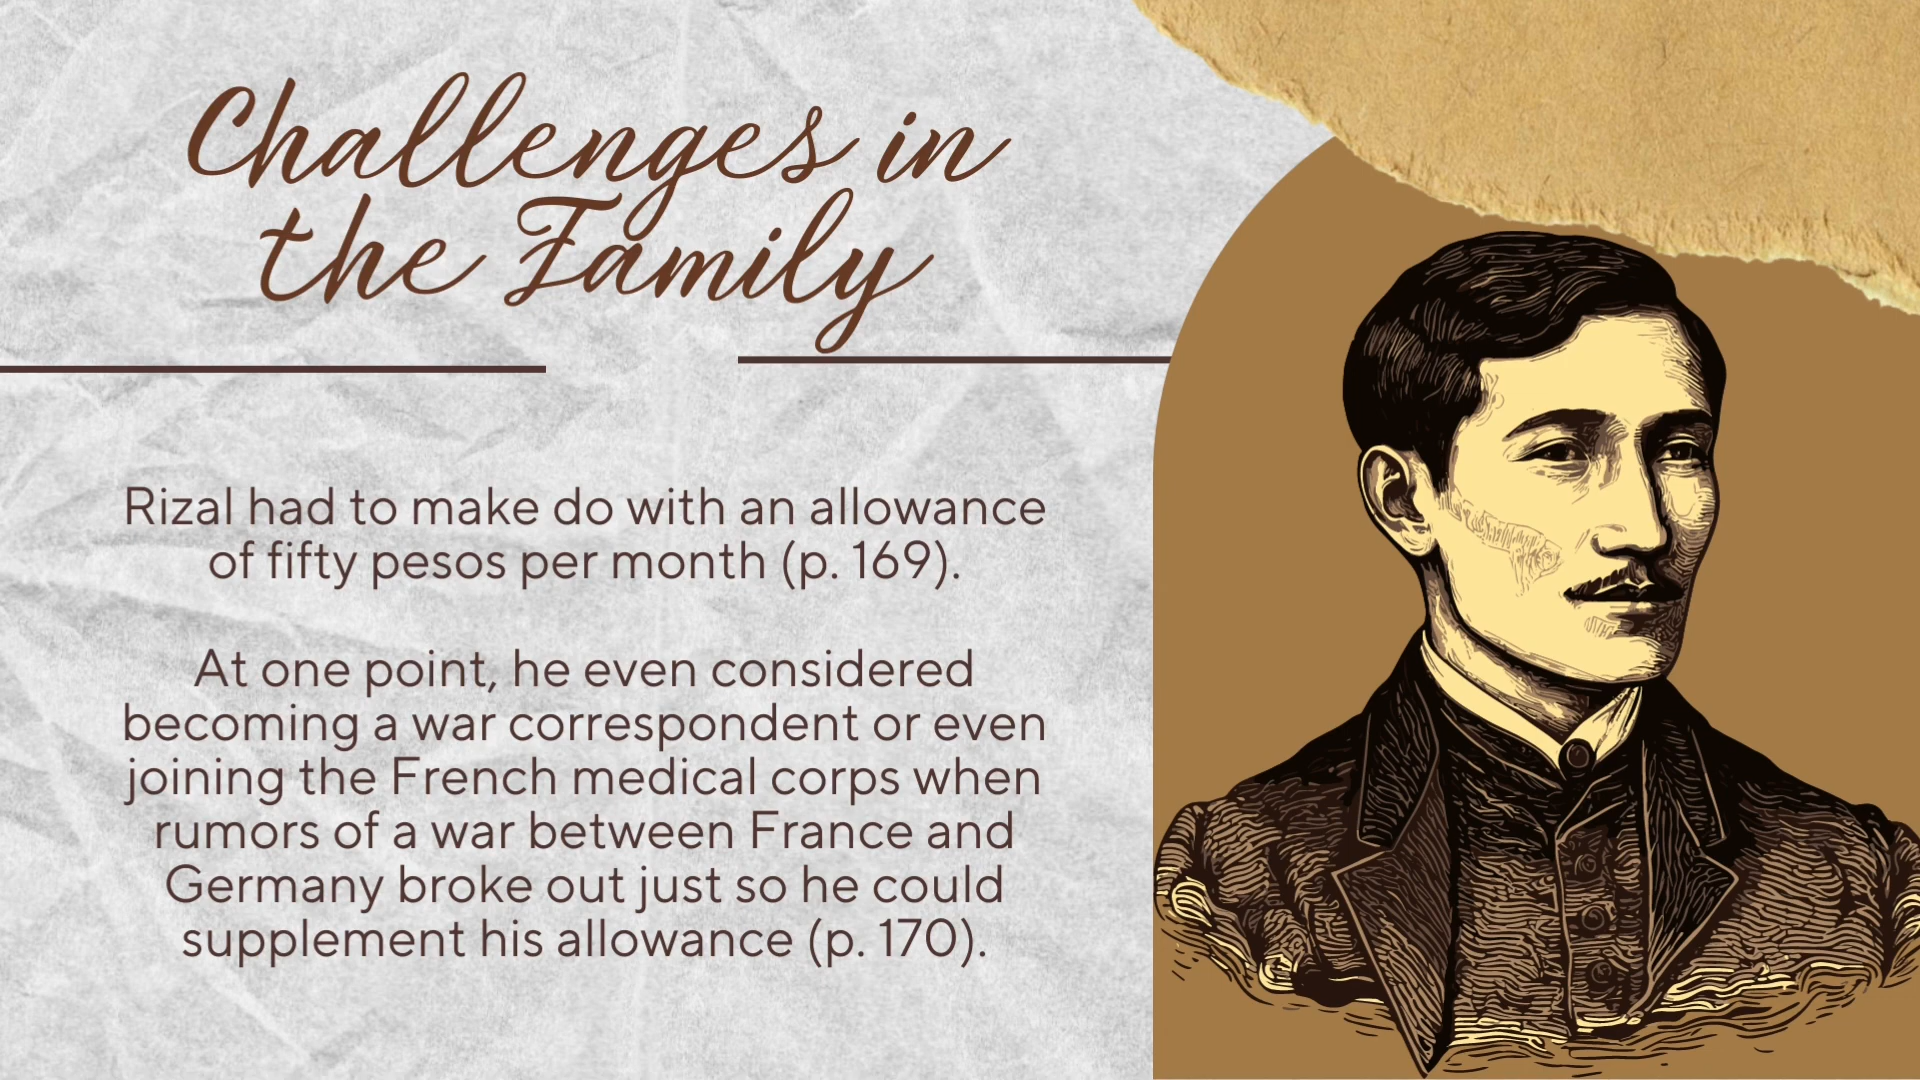 Challenges in
the Family
Rizal had to make do with an allowance
of fifty pesos per month (p. 169).
At one point, he even considered
becoming a war correspondent or even
joining the French medical corps when
rumors of a war between France and
Germany broke out just so he could
supplement his allowance (p. 170).